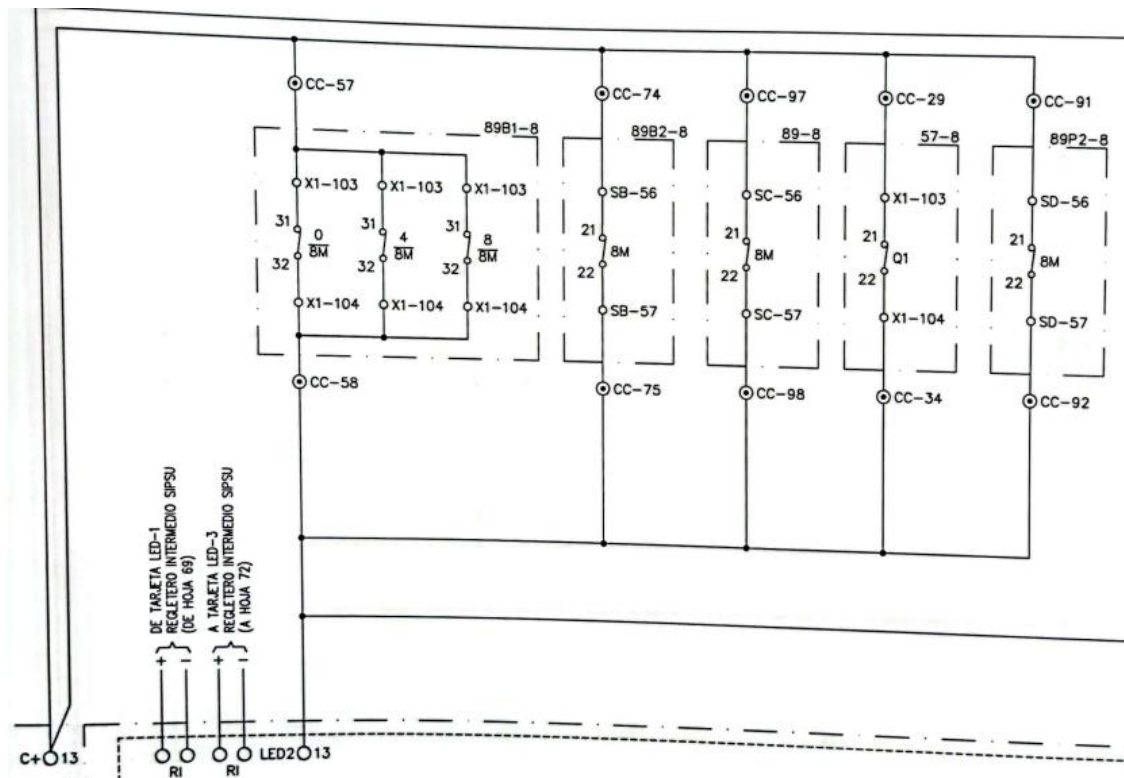 CC-57
CC-74
CC-97
CC-29
CC-91
89B1-8
89B2-8
89-8
57-8
89P2-8
X1-103
X1-103
X1-103
SB-56
SC-56
X1-103
SD-56
31
0
8M
32
31
4
8M
32
31
8
8M
32
21
8M
22
21
8M
22
21
Q1
22
21
8M
22
X1-104
X1-104
X1-104
SB-57
SC-57
X1-104
SD-57
CC-58
CC-75
CC-98
CC-34
CC-92
DE TARJETA LED-1
REGLETERO INTERMEDIO SIPSU
(DE HOJA 69)
A TARJETA LED-3
REGLETERO INTERMEDIO SIPSU
(A HOJA 72)
+ -
+ -
C+ 13
RI
RI
LED2 13